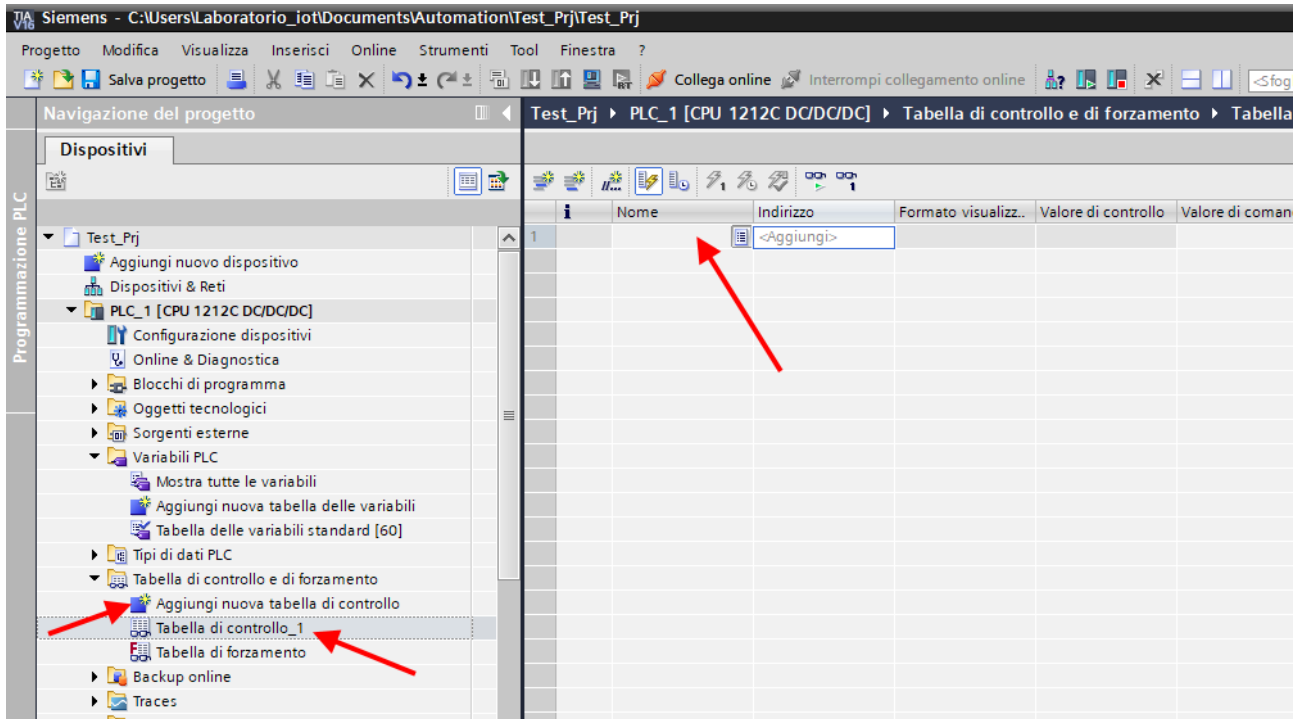 Siemens - C:\Users\Laboratorio_iot\Documents\Automation\Test_Prj\Test_Prj
Progetto Modifica Visualizza Inserisci Online Strumenti Tool Finestra ?
Salva progetto Collega online Interrompi collegamento online <Sfog
Navigazione del progetto
Test_Prj PLC_1 [CPU 1212C DC/DC/DC] Tabella di controllo e di forzamento Tabella
Dispositivi
i Nome Indirizzo Formato visualizz.. Valore di controllo Valore di coman
1 <Aggiungi>
Programmazione PLC
Test_Prj
Aggiungi nuovo dispositivo
Dispositivi & Reti
PLC_1 [CPU 1212C DC/DC/DC]
Configurazione dispositivi
Online & Diagnostica
Blocchi di programma
Oggetti tecnologici
Sorgenti esterne
Variabili PLC
Mostra tutte le variabili
Aggiungi nuova tabella delle variabili
Tabella delle variabili standard [60]
Tipi di dati PLC
Tabella di controllo e di forzamento
Aggiungi nuova tabella di controllo
Tabella di controllo_1
Tabella di forzamento
Backup online
Traces